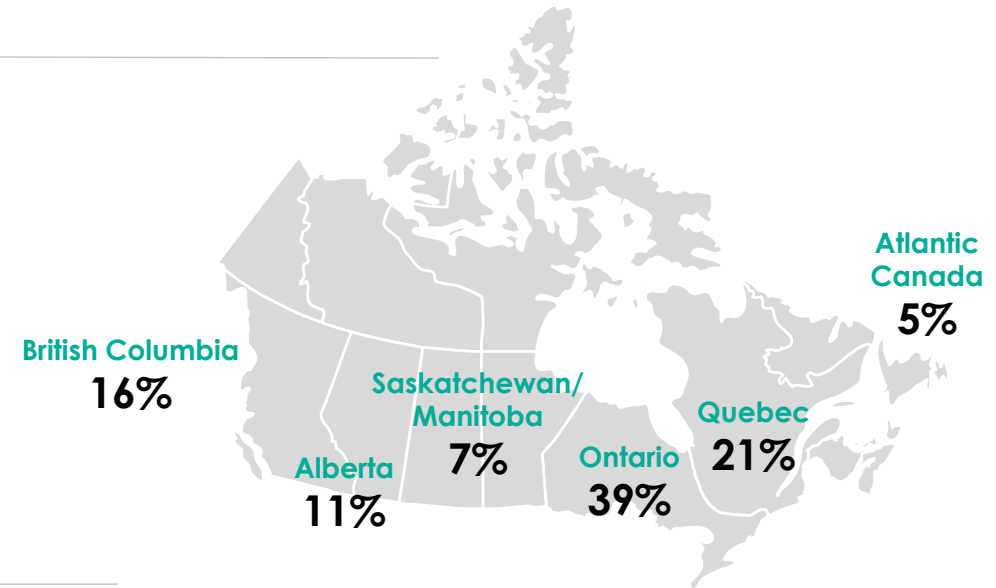 Atlantic
Canada
5%
British Columbia
16%
Saskatchewan/
Manitoba
7%
Quebec
21%
Alberta
11%
Ontario
39%